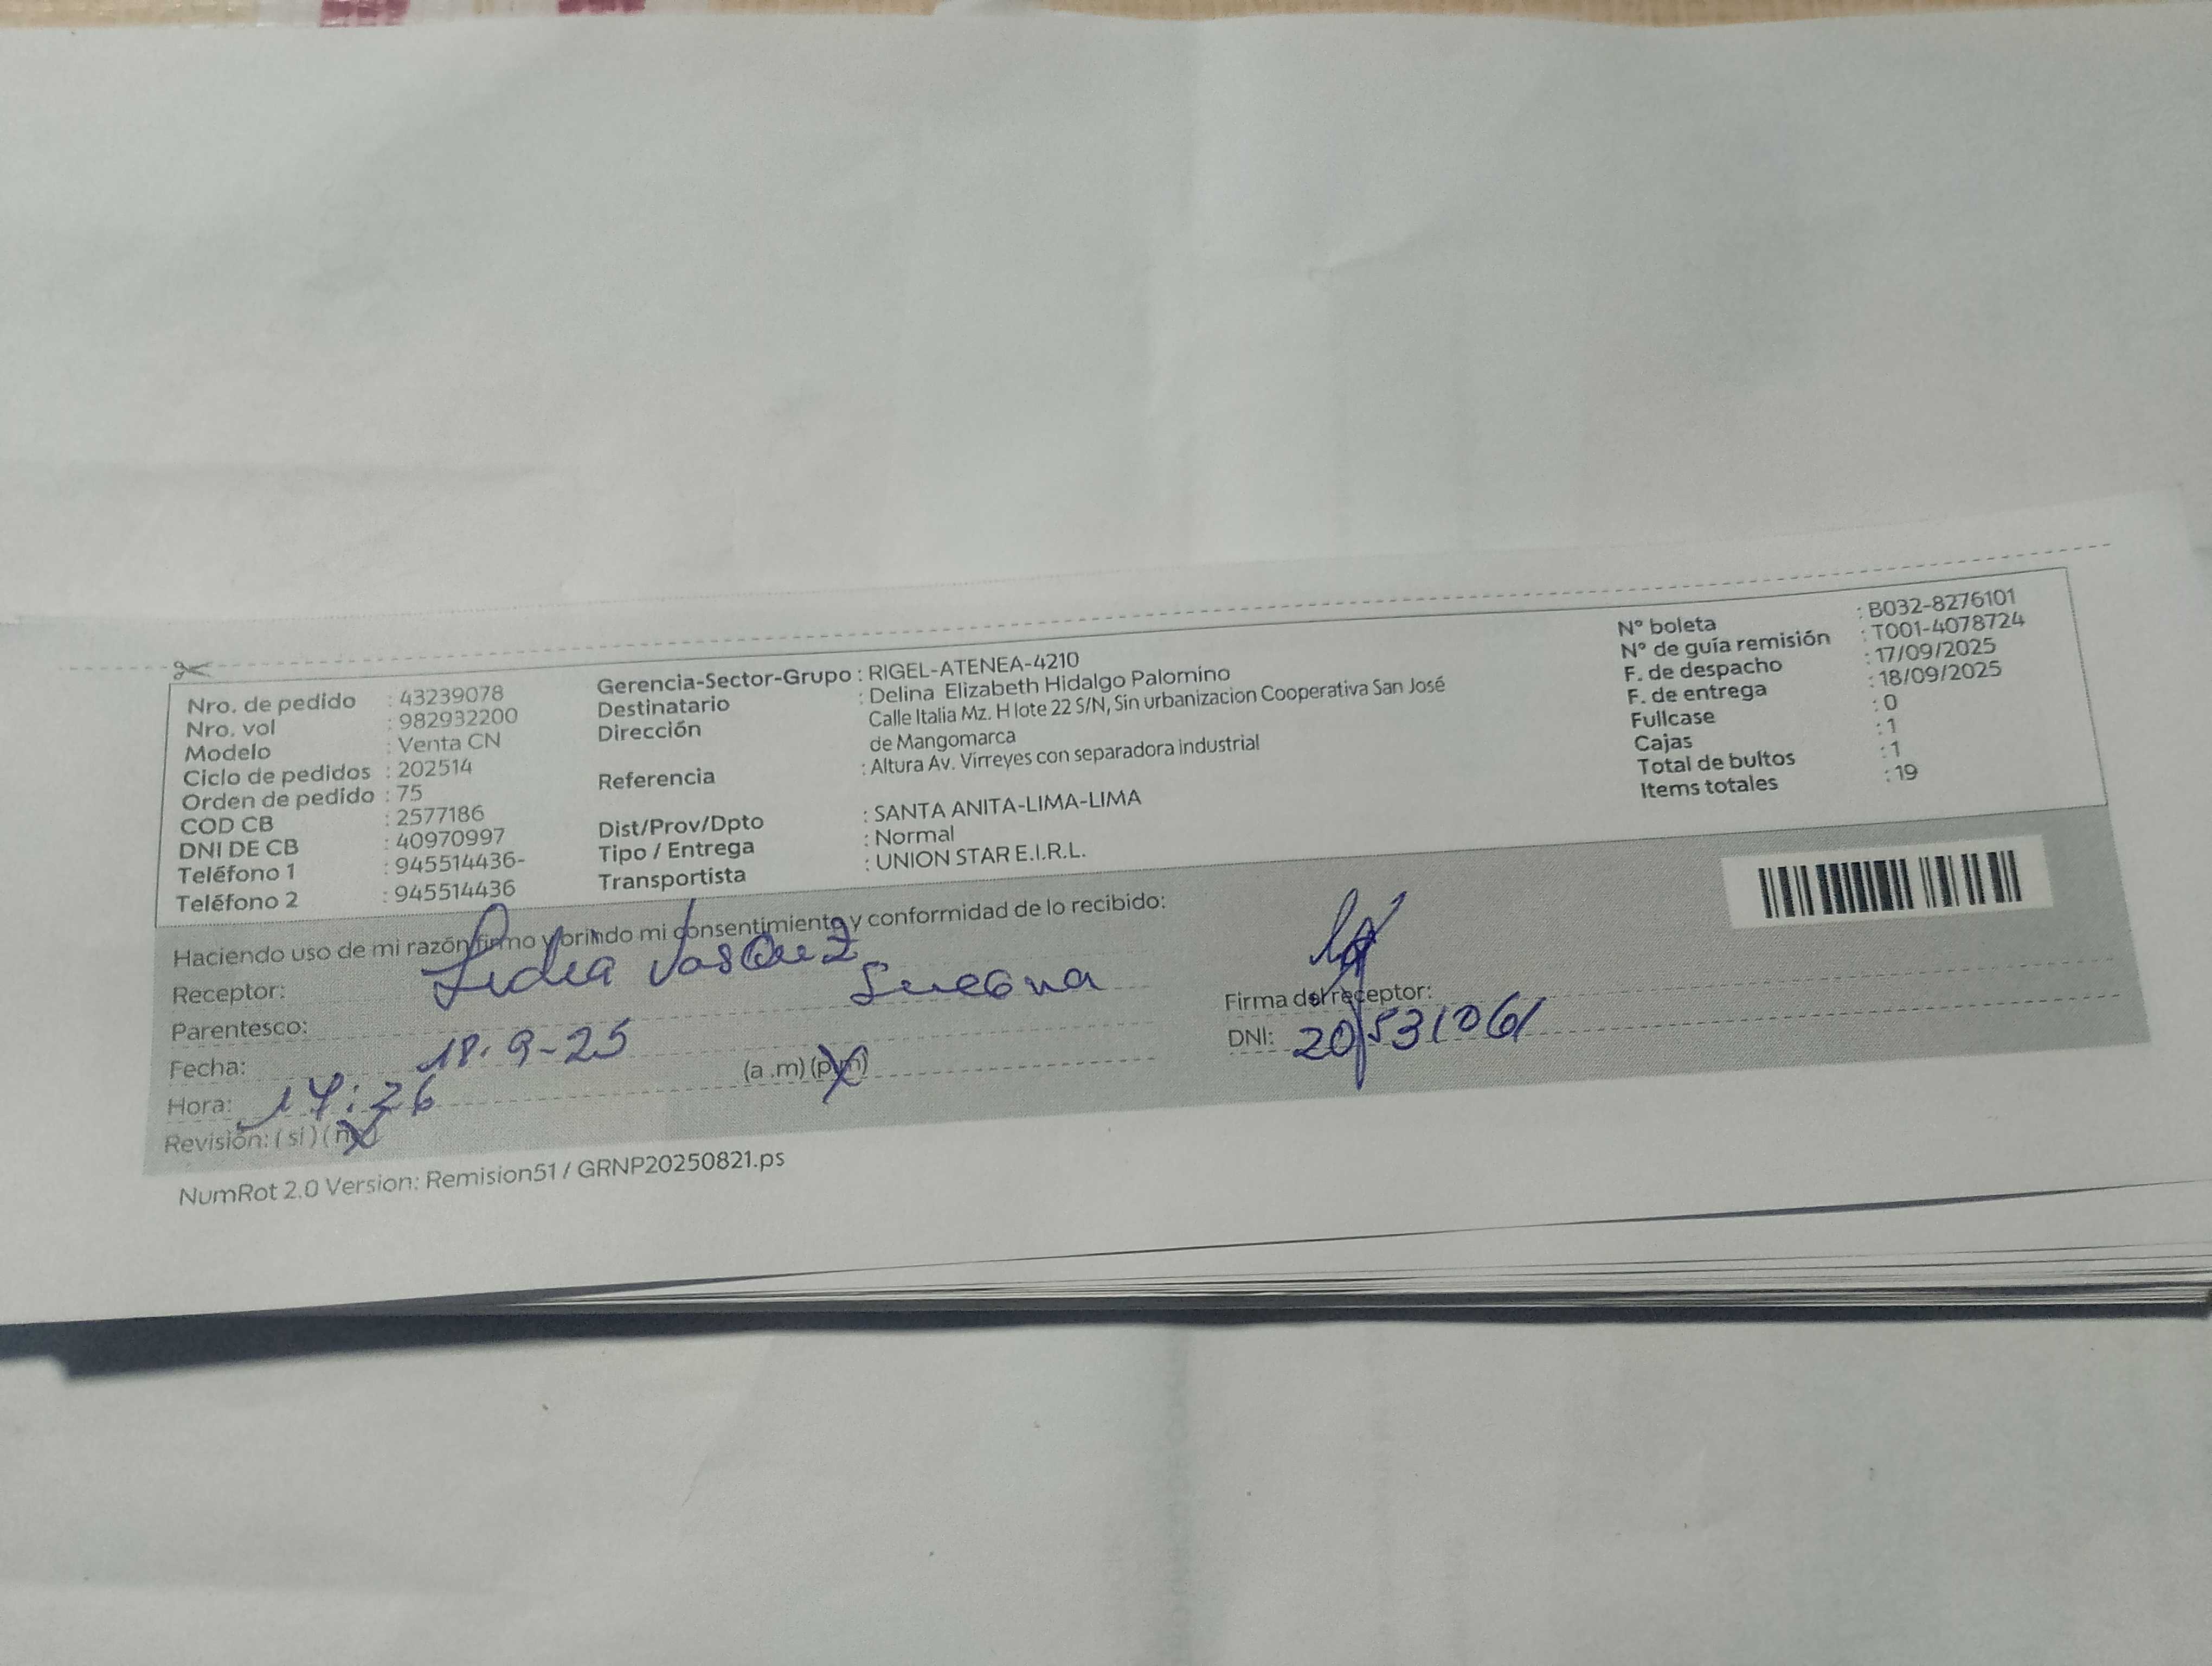 Nro. de pedido : 43239078
Nro. vol : 982932200
Modelo : Venta CN
Ciclo de pedidos : 202514
Orden de pedido : 75
COD CB : 2577186
DNI DE CB : 40970997
Teléfono 1 : 945514436-
Teléfono 2 : 945514436
Gerencia-Sector-Grupo : RIGEL-ATENEA-4210
Destinatario : Delina Elizabeth Hidalgo Palomino
Dirección Calle Italia Mz. H lote 22 S/N, Sin urbanizacion Cooperativa San José
de Mangomarca
Referencia : Altura Av. Virreyes con separadora industrial
Dist/Prov/Dpto : SANTA ANITA-LIMA-LIMA
Tipo / Entrega : Normal
Transportista : UNION STAR E.I.R.L.
N° boleta : B032-8276101
N° de guía remisión : T001-4078724
F. de despacho : 17/09/2025
F. de entrega : 18/09/2025
Fullcase : 0
Cajas : 1
Total de bultos : 1
Items totales : 19
Haciendo uso de mi razón firmo y brindo mi consentimiento y conformidad de lo recibido:
Receptor: Lidia Vasquez
Parentesco: Suegra
Fecha: 18-9-25
Hora: 17:26 (a.m) (p.m)
Revisión: (si) (no)
Firma del receptor:
DNI: 20531061
NumRot 2.0 Version: Remision51 / GRNP20250821.ps